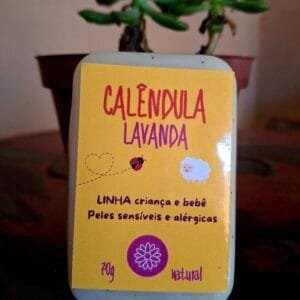 CALÊNDULA
LAVANDA
LINHA criança e bebê
Peles sensíveis e alérgicas
70g
natural